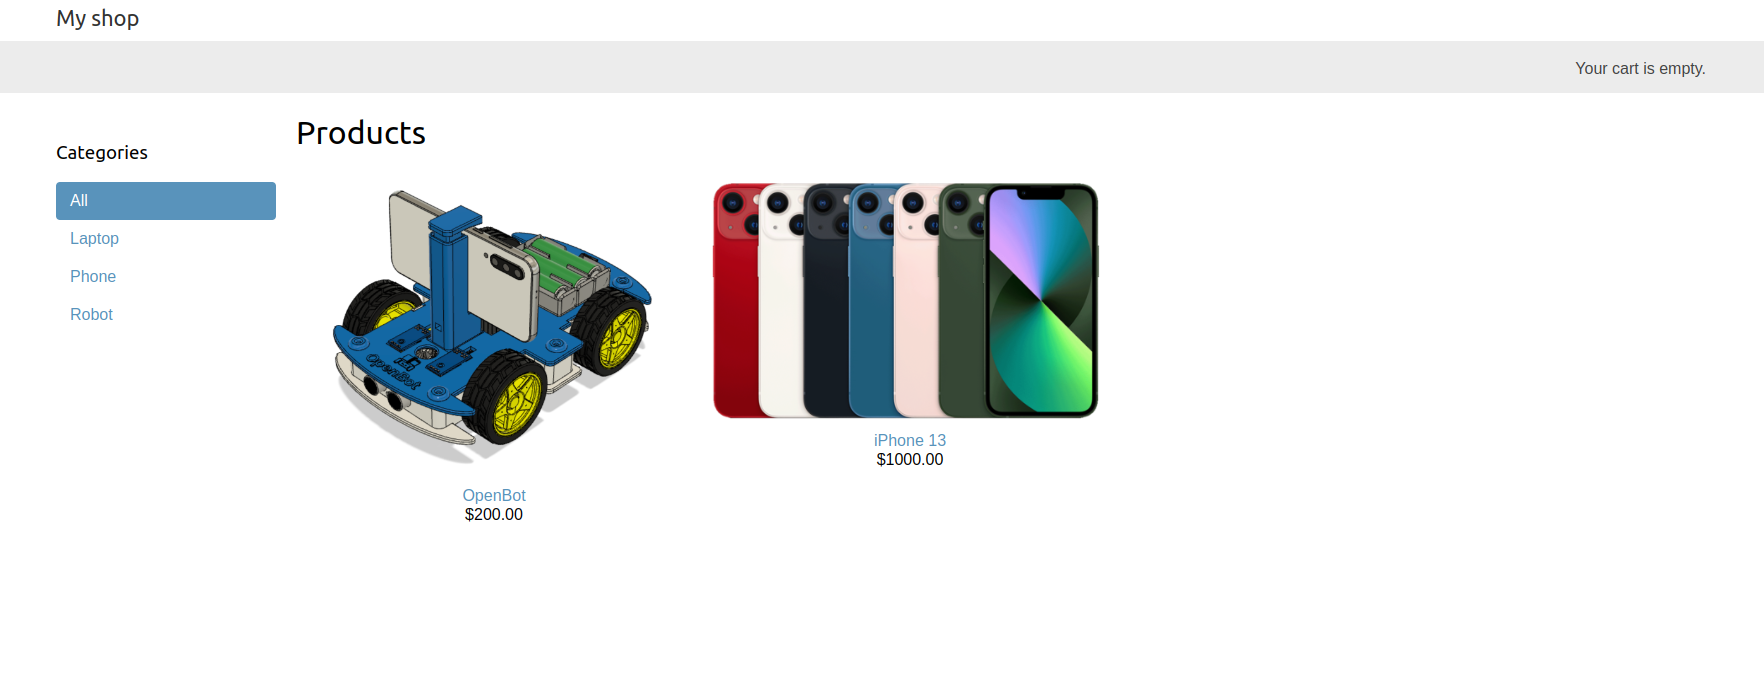 My shop
Your cart is empty.
Categories
All
Laptop
Phone
Robot
Products
OpenBot
OpenBot
$200.00
iPhone 13
$1000.00